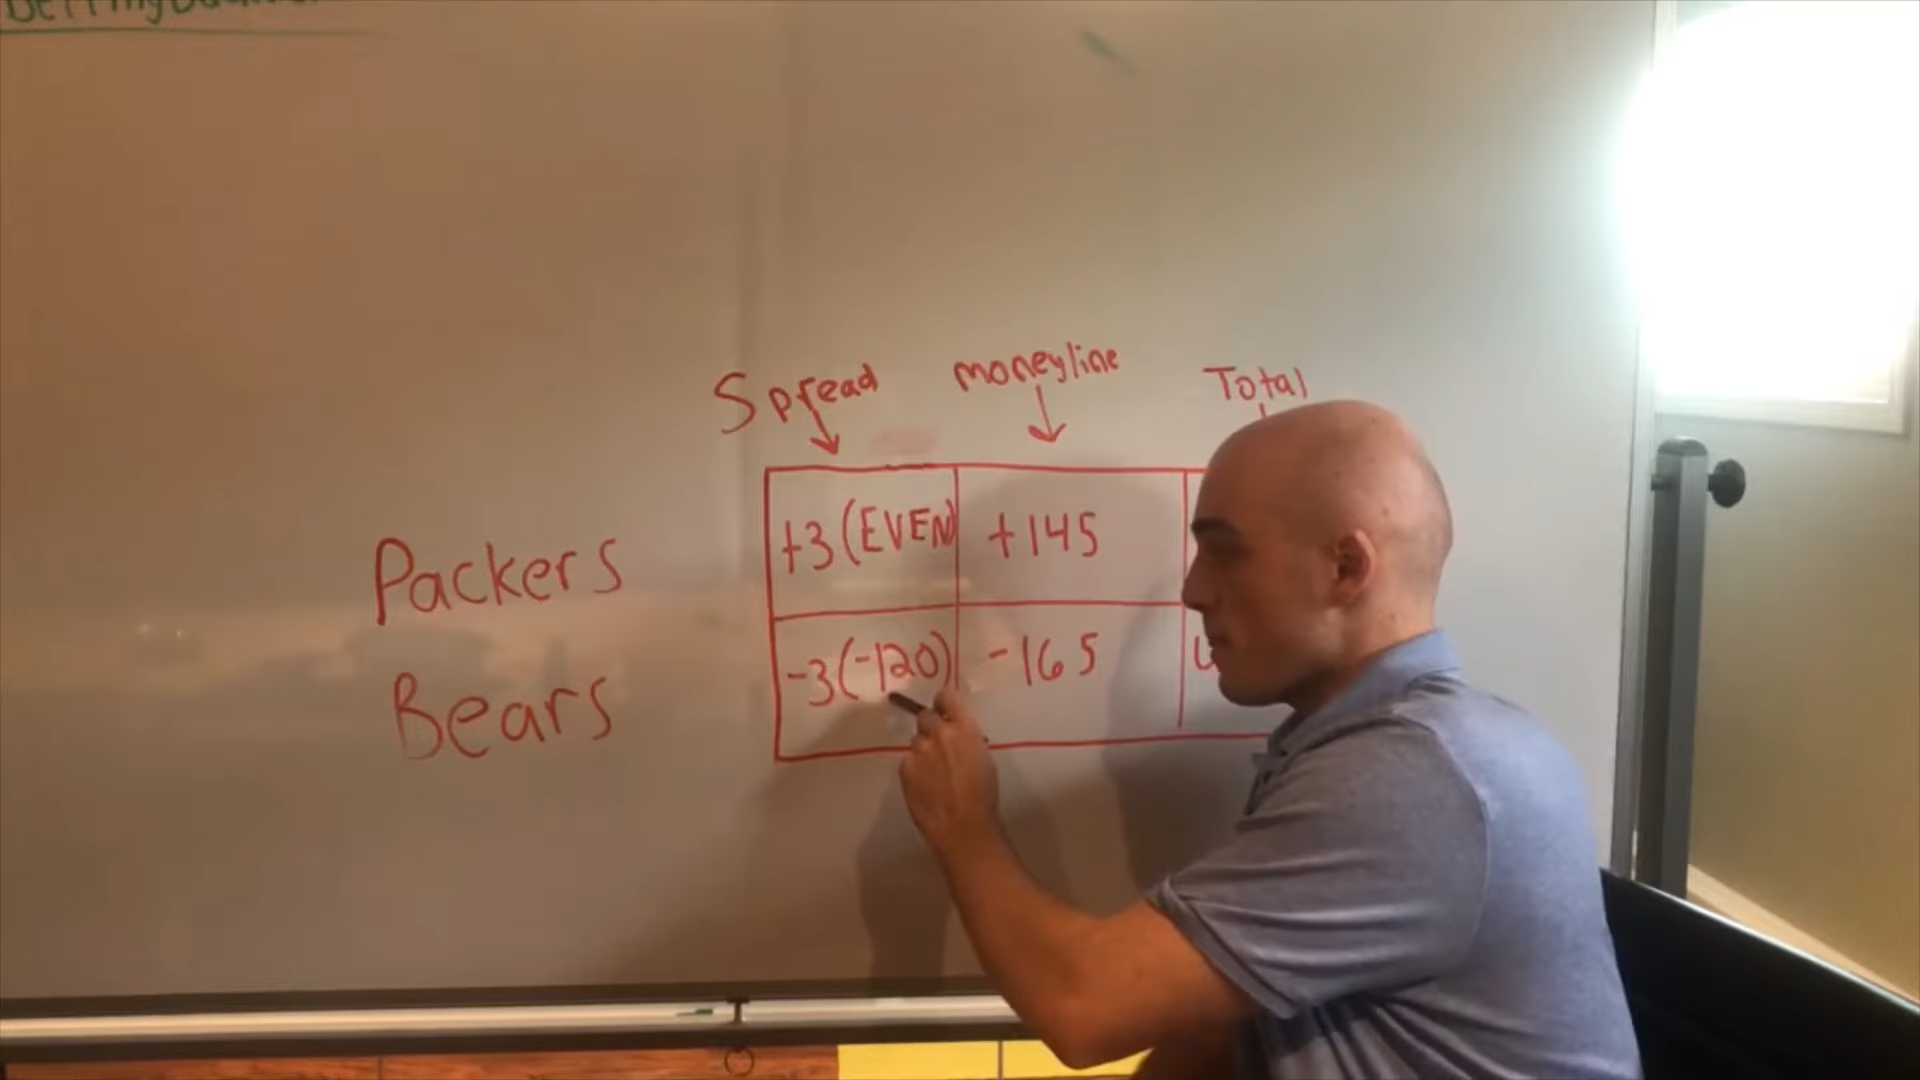 Spread moneyline Total
Packers +3(EVEN) +145
Bears -3(-120) -165